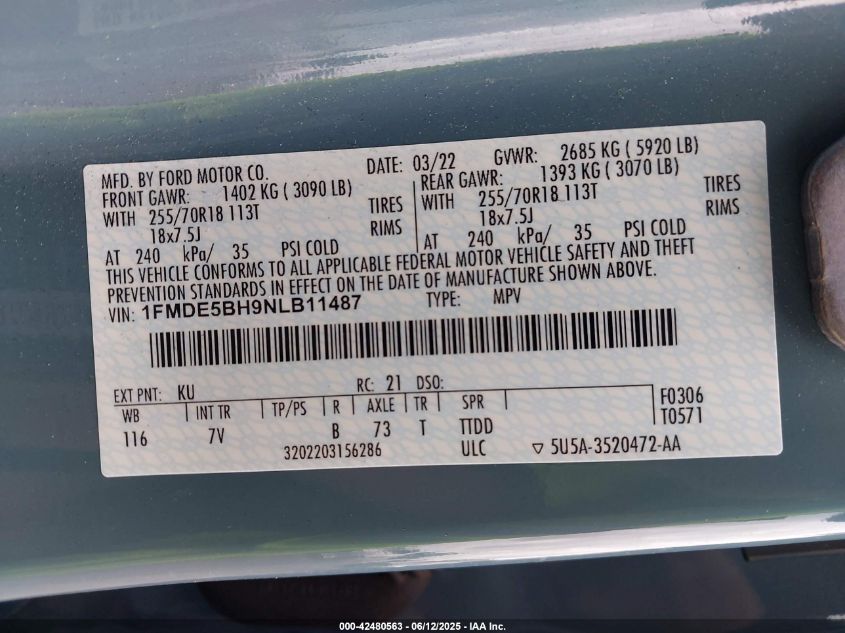 MFD. BY FORD MOTOR CO. DATE: 03/22 GVWR: 2685 KG ( 5920 LB)
FRONT GAWR: 1402 KG ( 3090 LB) REAR GAWR: 1393 KG ( 3070 LB)
WITH 255/70R18 113T TIRES WITH 255/70R18 113T TIRES
18x7.5J RIMS 18x7.5J RIMS
AT 240 kPa/ 35 PSI COLD AT 240 kPa/ 35 PSI COLD
THIS VEHICLE CONFORMS TO ALL APPLICABLE FEDERAL MOTOR VEHICLE SAFETY AND THEFT
PREVENTION STANDARDS IN EFFECT ON THE DATE OF MANUFACTURE SHOWN ABOVE.
VIN: 1FMDE5BH9NLB11487 TYPE: MPV
EXT PNT: KU RC: 21 DSO:
WB INT TR TP/PS R AXLE TR SPR F0306
116 7V B 73 T TTDD T0571
3202203156286 ULC ▽ 5U5A-3520472-AA
000-42480563 - 06/12/2025 - IAA Inc.